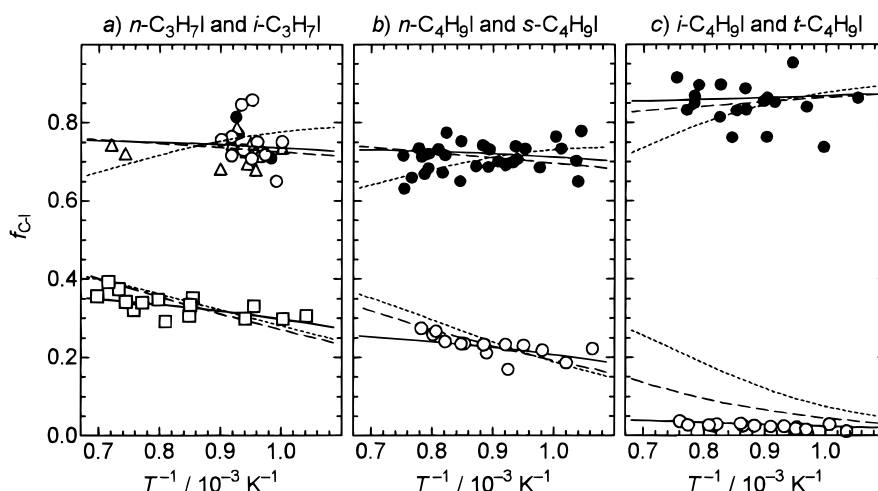 a) n-C₃H₇I and i-C₃H₇I
b) n-C₄H₉I and s-C₄H₉I
c) i-C₄H₉I and t-C₄H₉I
f_C-I
0.8
0.6
0.4
0.2
0.0
0.7 0.8 0.9 1.0
0.7 0.8 0.9 1.0
0.7 0.8 0.9 1.0
T⁻¹ / 10⁻³ K⁻¹
T⁻¹ / 10⁻³ K⁻¹
T⁻¹ / 10⁻³ K⁻¹